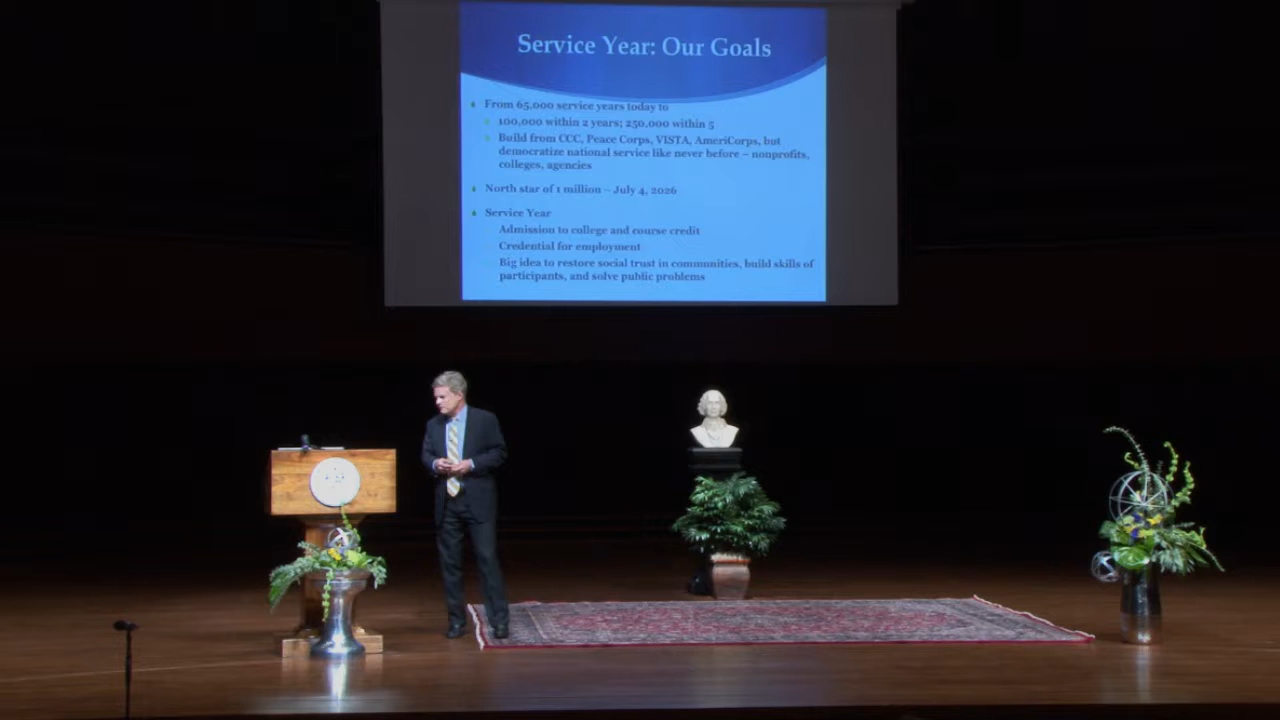 Service Year: Our Goals
From 65,000 service years today to
100,000 within 2 years; 250,000 within 5
Build from CCC, Peace Corps, VISTA, AmeriCorps, but
democratize national service like never before – nonprofits,
colleges, agencies
North star of 1 million – July 4, 2026
Service Year
Admission to college and course credit
Credential for employment
Big idea to restore social trust in communities, build skills of
participants, and solve public problems